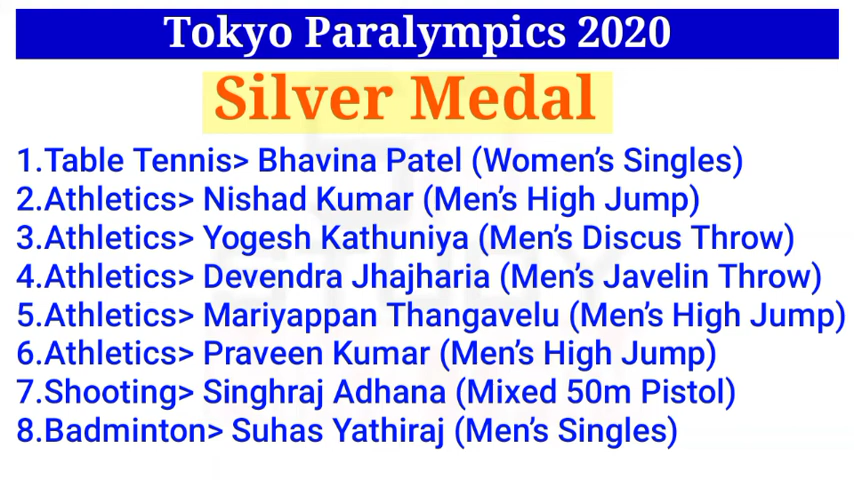 Tokyo Paralympics 2020
Silver Medal
1.Table Tennis> Bhavina Patel (Women’s Singles)
2.Athletics> Nishad Kumar (Men’s High Jump)
3.Athletics> Yogesh Kathuniya (Men’s Discus Throw)
4.Athletics> Devendra Jhajharia (Men’s Javelin Throw)
5.Athletics> Mariyappan Thangavelu (Men’s High Jump)
6.Athletics> Praveen Kumar (Men’s High Jump)
7.Shooting> Singhraj Adhana (Mixed 50m Pistol)
8.Badminton> Suhas Yathiraj (Men’s Singles)